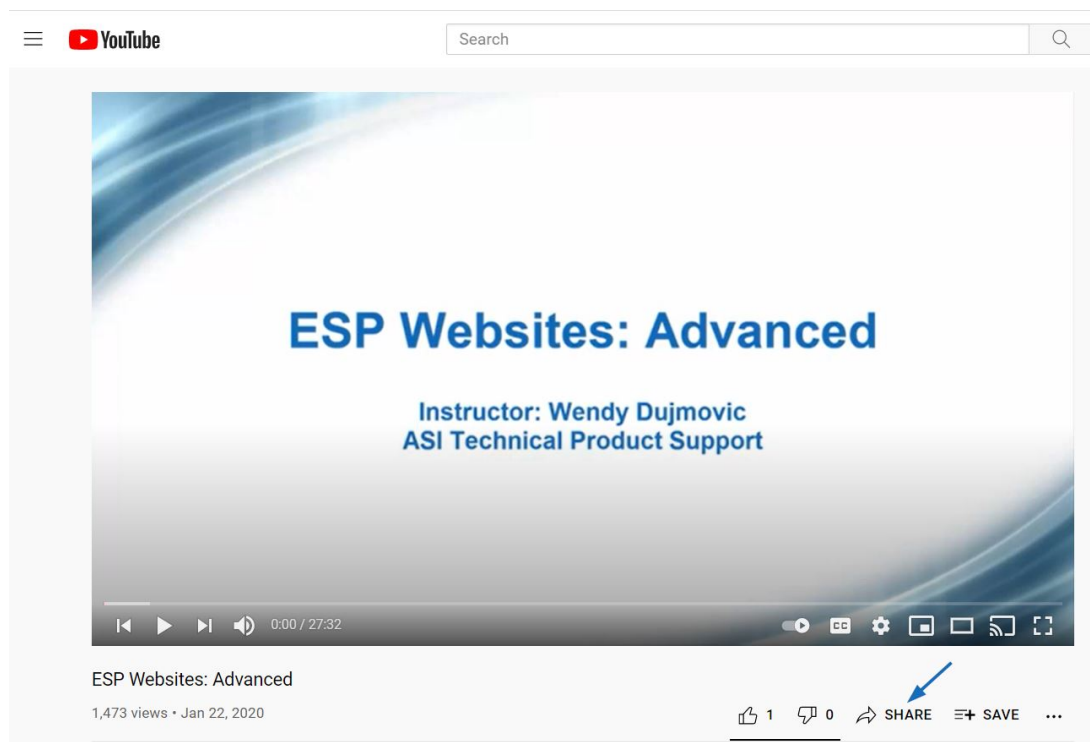 YouTube
Search
ESP Websites: Advanced
Instructor: Wendy Dujmovic
ASI Technical Product Support
0:00 / 27:32
CC
ESP Websites: Advanced
1,473 views • Jan 22, 2020
1 0 SHARE SAVE ...